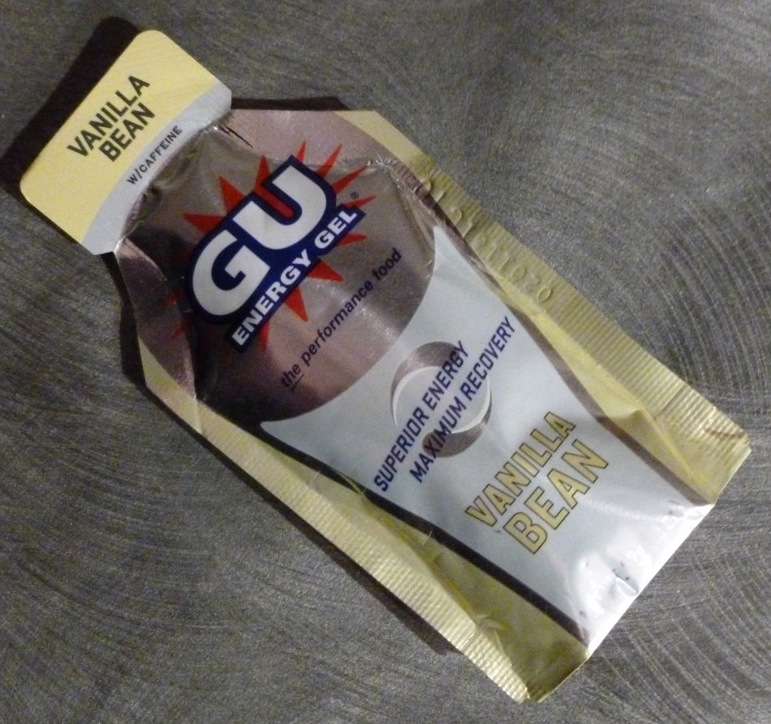 VANILLA
BEAN
W/CAFFEINE
GU
ENERGY GEL®
the performance food
SUPERIOR ENERGY
MAXIMUM RECOVERY
VANILLA
BEAN